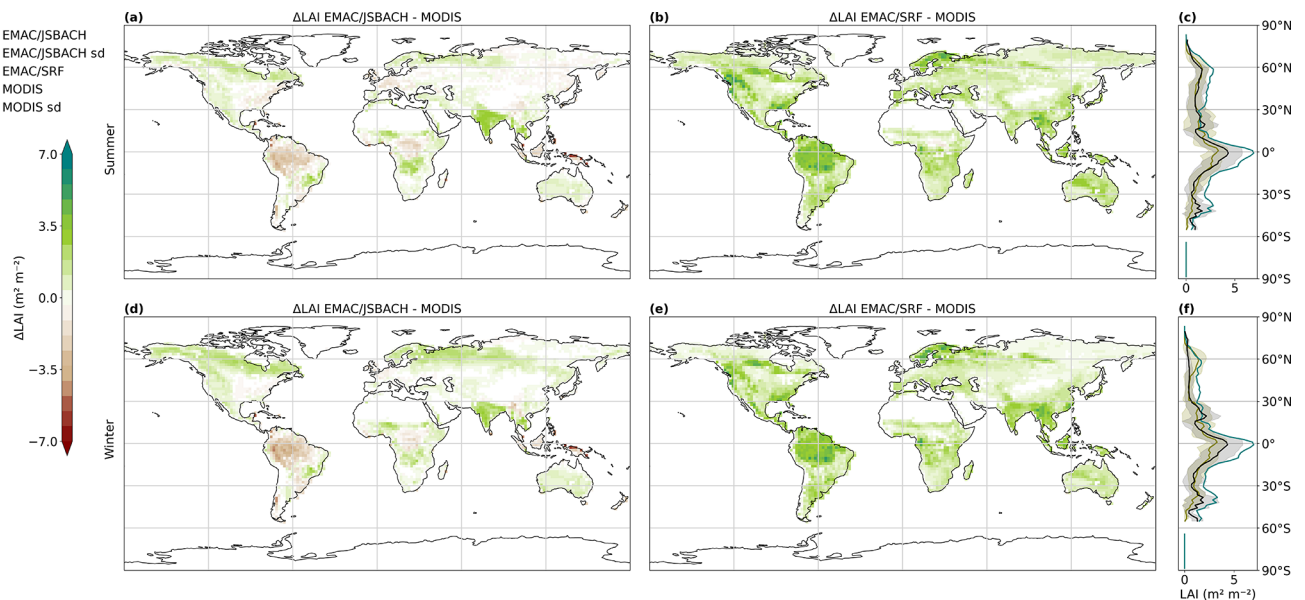 EMAC/JSBACH
EMAC/JSBACH sd
EMAC/SRF
MODIS
MODIS sd
7.0
3.5
0.0
−3.5
−7.0
ΔLAI (m² m⁻²)
Summer
Winter
(a) ΔLAI EMAC/JSBACH - MODIS
(b) ΔLAI EMAC/SRF - MODIS
(c)
90°N
60°N
30°N
0°
30°S
60°S
90°S
0 5
(d) ΔLAI EMAC/JSBACH - MODIS
(e) ΔLAI EMAC/SRF - MODIS
(f)
90°N
60°N
30°N
0°
30°S
60°S
90°S
0 5
LAI (m² m⁻²)